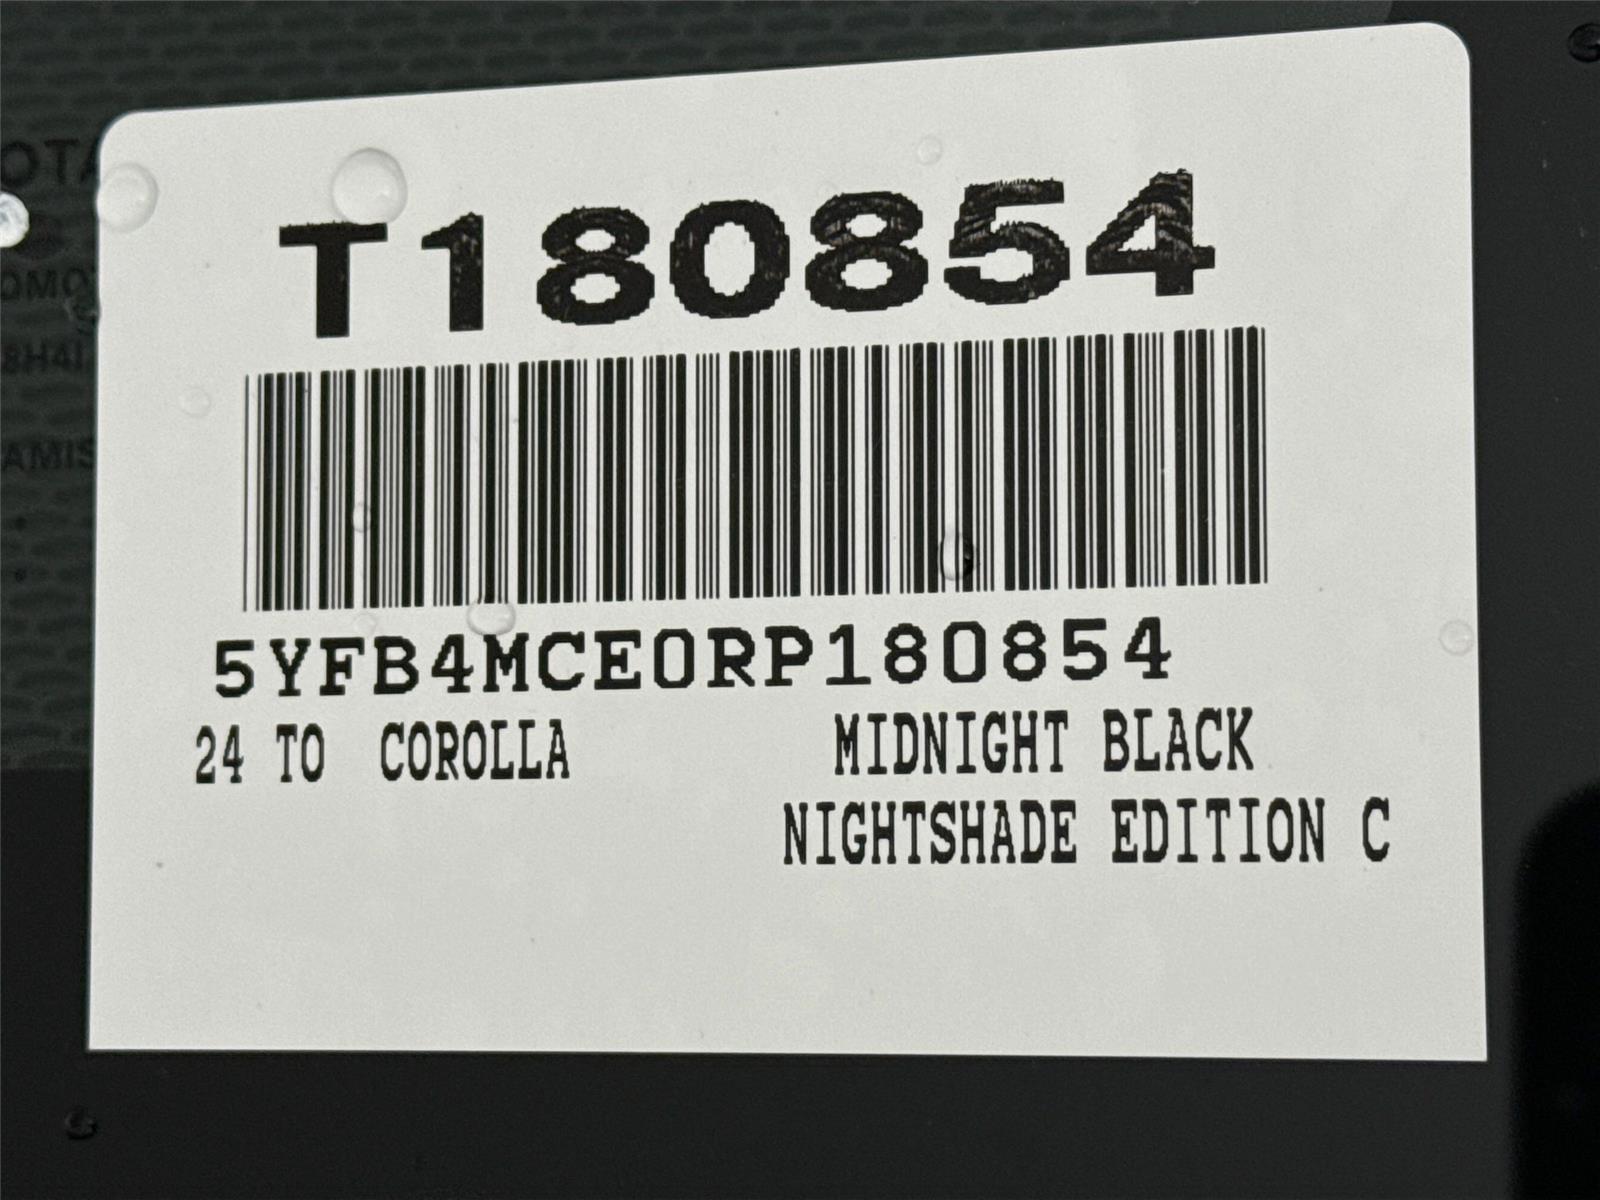 T180854
5YFB4MCE0RP180854
24 TO COROLLA MIDNIGHT BLACK
NIGHTSHADE EDITION C